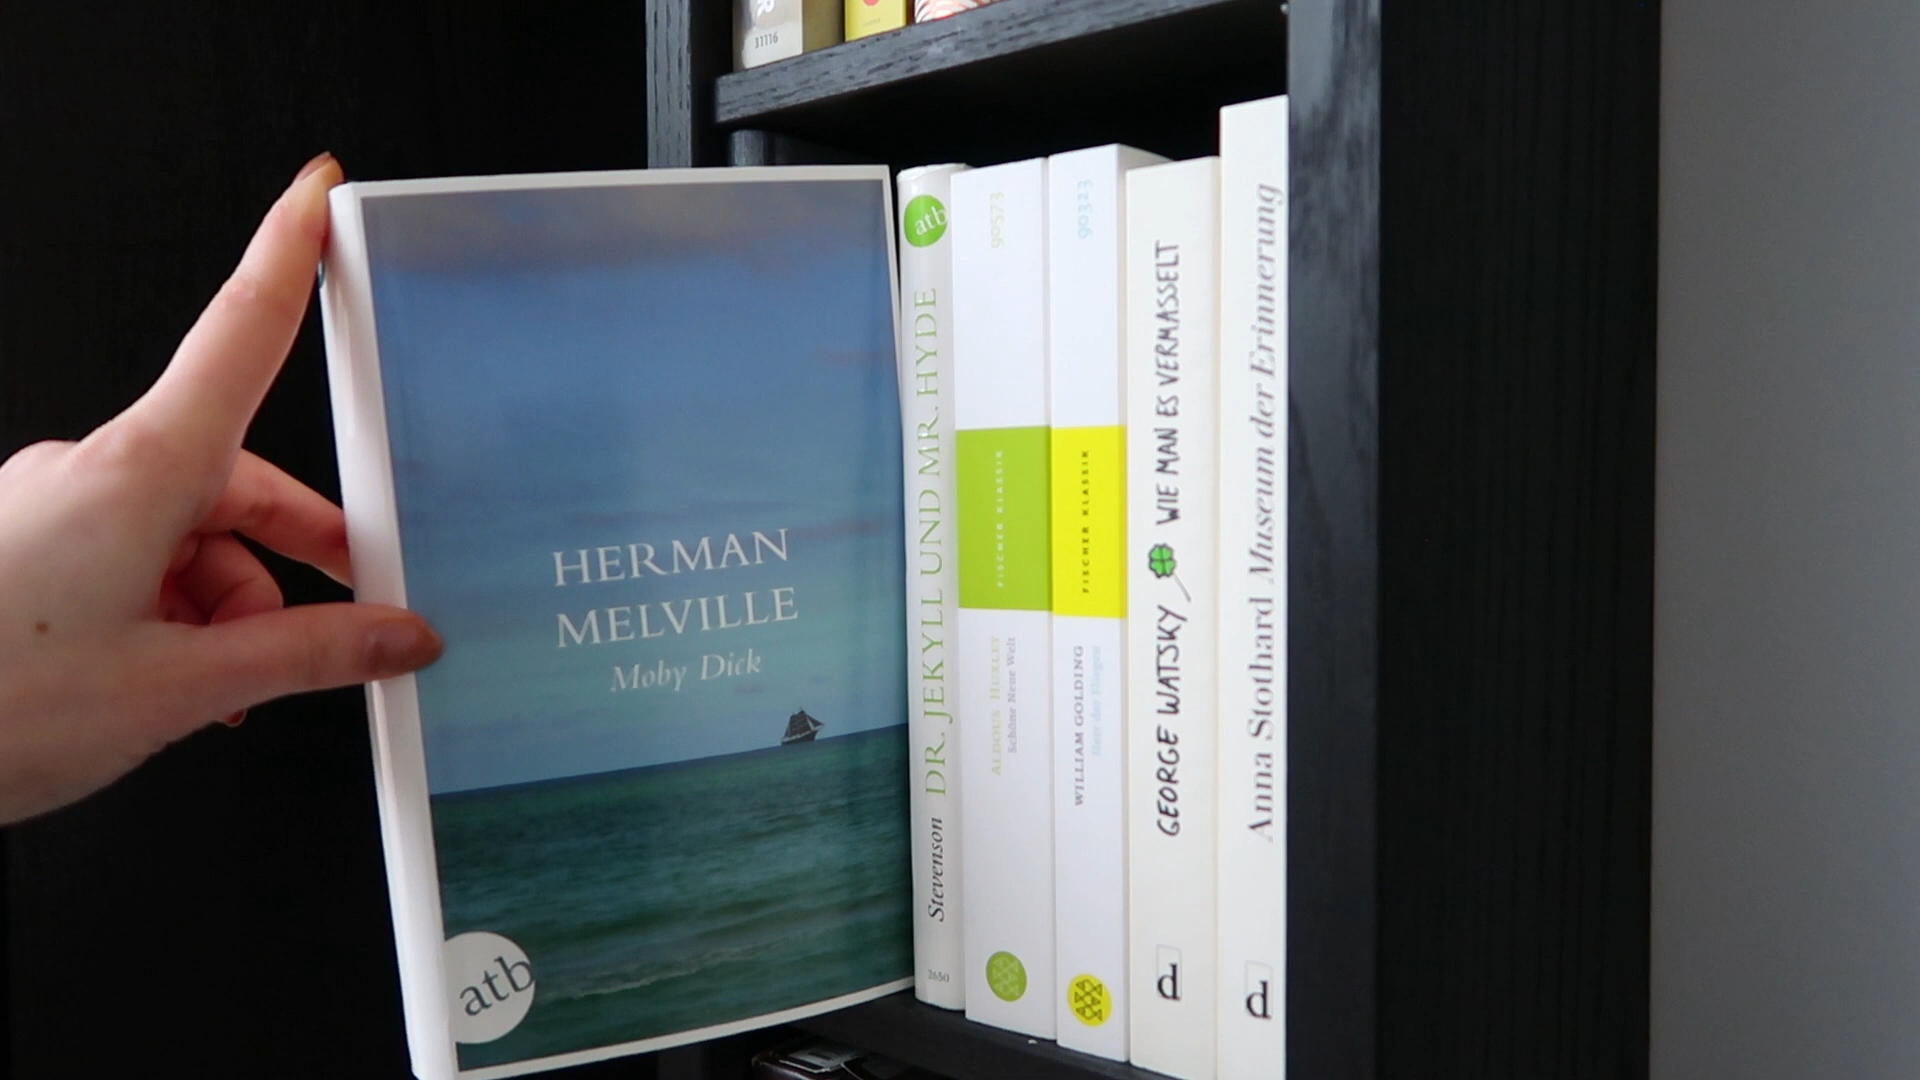 31116
HERMAN
MELVILLE
Moby Dick
atb
atb
Stevenson DR. JEKYLL UND MR. HYDE
2650
90573
FISCHER KLASSIK
ALDOUS HUXLEY
Schöne Neue Welt
90323
FISCHER KLASSIK
WILLIAM GOLDING
Herr der Fliegen
GEORGE WATSKY WIE MAN ES VERMASSELT
d
Anna Stothard Museum der Erinnerung
d